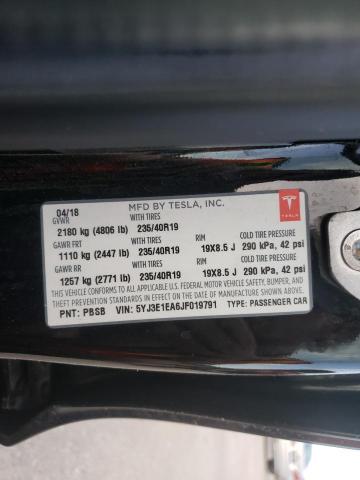 MFD BY TESLA, INC.
04/18
GVWR WITH TIRES
2180 kg (4806 lb) 235/40R19
GAWR FRT WITH TIRES RIM COLD TIRE PRESSURE
1110 kg (2447 lb) 235/40R19 19X8.5 J 290 kPa, 42 psi
GAWR RR WITH TIRES RIM COLD TIRE PRESSURE
1257 kg (2771 lb) 235/40R19 19X8.5 J 290 kPa, 42 psi
THIS VEHICLE CONFORMS TO ALL APPLICABLE U.S. FEDERAL MOTOR VEHICLE SAFETY, BUMPER, AND
THEFT PREVENTION STANDARDS IN EFFECT ON THE DATE OF MANUFACTURE SHOWN ABOVE.
PNT: PBSB VIN: 5YJ3E1EA6JF019791 TYPE: PASSENGER CAR
TESLA